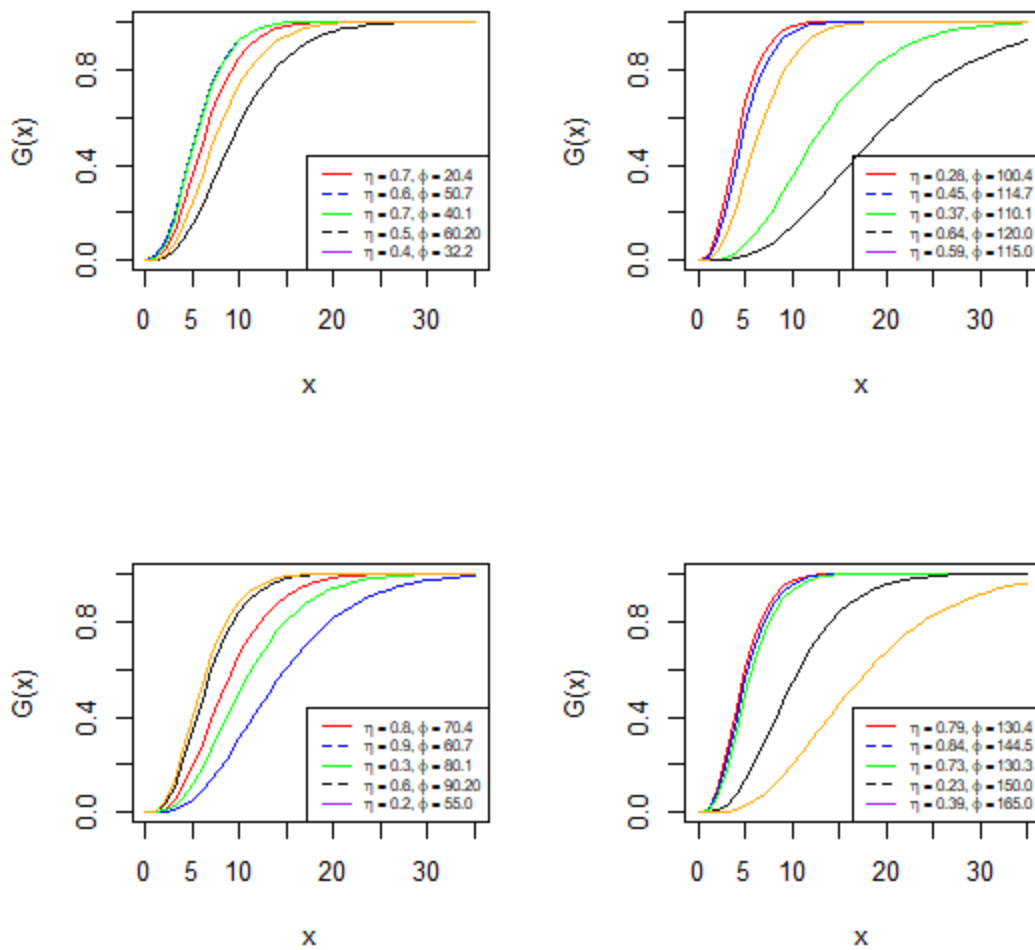 G(x)
0.0 0.4 0.8
η = 0.7, ϕ = 20.4
η = 0.6, ϕ = 50.7
η = 0.7, ϕ = 40.1
η = 0.5, ϕ = 60.20
η = 0.4, ϕ = 32.2
0 5 10 20 30
x
G(x)
0.0 0.4 0.8
η = 0.28, ϕ = 100.4
η = 0.45, ϕ = 114.7
η = 0.37, ϕ = 110.1
η = 0.64, ϕ = 120.0
η = 0.59, ϕ = 115.0
0 5 10 20 30
x
G(x)
0.0 0.4 0.8
η = 0.8, ϕ = 70.4
η = 0.9, ϕ = 60.7
η = 0.3, ϕ = 80.1
η = 0.6, ϕ = 90.20
η = 0.2, ϕ = 55.0
0 5 10 20 30
x
G(x)
0.0 0.4 0.8
η = 0.79, ϕ = 130.4
η = 0.84, ϕ = 144.5
η = 0.73, ϕ = 130.3
η = 0.23, ϕ = 150.0
η = 0.39, ϕ = 165.0
0 5 10 20 30
x